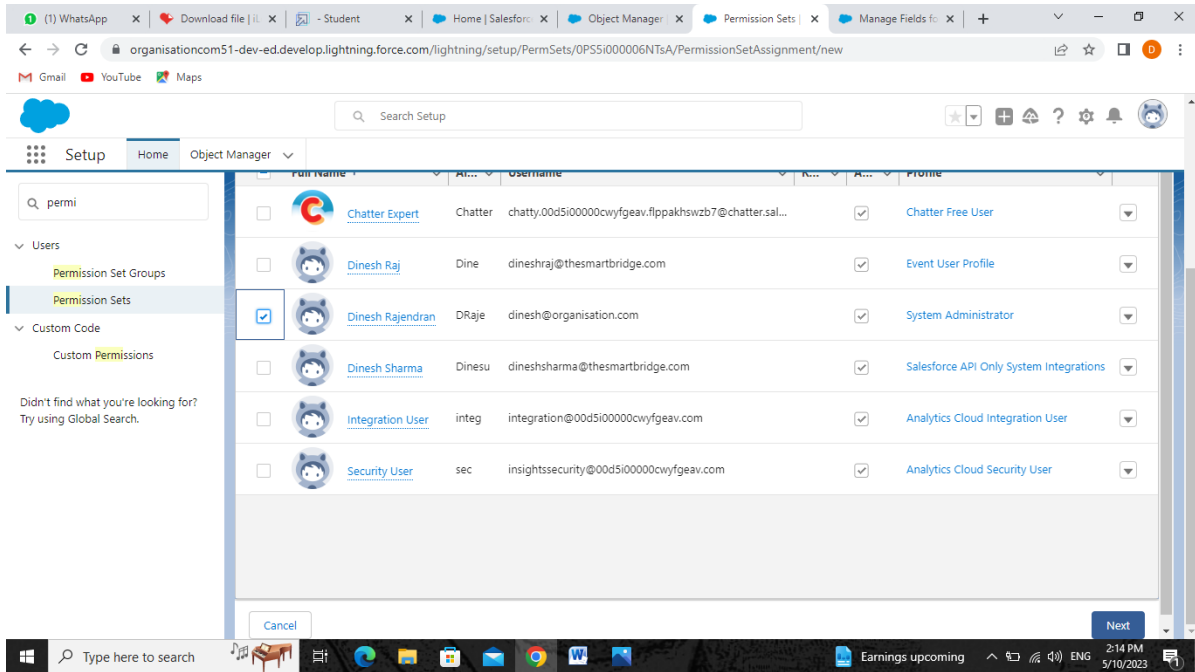 (1) WhatsApp
Download file | iL
- Student
Home | Salesforc
Object Manager |
Permission Sets |
Manage Fields fo
organisationcom51-dev-ed.develop.lightning.force.com/lightning/setup/PermSets/0PS5i000006NTsA/PermissionSetAssignment/new
D
Gmail YouTube Maps
Search Setup
Setup Home Object Manager
Full Name Al... Username R... A... Profile
permi
Chatter Expert Chatter chatty.00d5i00000cwyfgeav.flppakhswzb7@chatter.sal... Chatter Free User
Users
Dinesh Raj Dine dineshraj@thesmartbridge.com Event User Profile
Permission Set Groups
Permission Sets
Dinesh Rajendran DRaje dinesh@organisation.com System Administrator
Custom Code
Custom Permissions
Dinesh Sharma Dinesu dineshsharma@thesmartbridge.com Salesforce API Only System Integrations
Didn't find what you're looking for?
Try using Global Search.
Integration User integ integration@00d5i00000cwyfgeav.com Analytics Cloud Integration User
Security User sec insightssecurity@00d5i00000cwyfgeav.com Analytics Cloud Security User
Cancel Next
Type here to search
Earnings upcoming
ENG
2:14 PM
5/10/2023